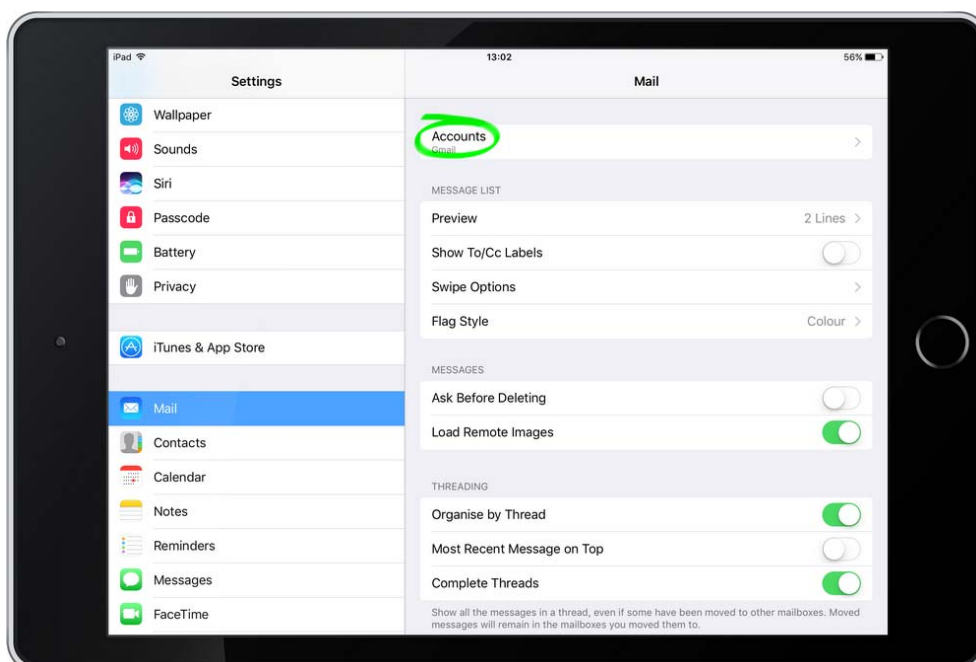 iPad 13:02 56%
Settings
Wallpaper
Sounds
Siri
Passcode
Battery
Privacy
iTunes & App Store
Mail
Contacts
Calendar
Notes
Reminders
Messages
FaceTime
Mail
Accounts
Gmail
MESSAGE LIST
Preview 2 Lines
Show To/Cc Labels
Swipe Options
Flag Style Colour
MESSAGES
Ask Before Deleting
Load Remote Images
THREADING
Organise by Thread
Most Recent Message on Top
Complete Threads
Show all the messages in a thread, even if some have been moved to other mailboxes. Moved
messages will remain in the mailboxes you moved them to.